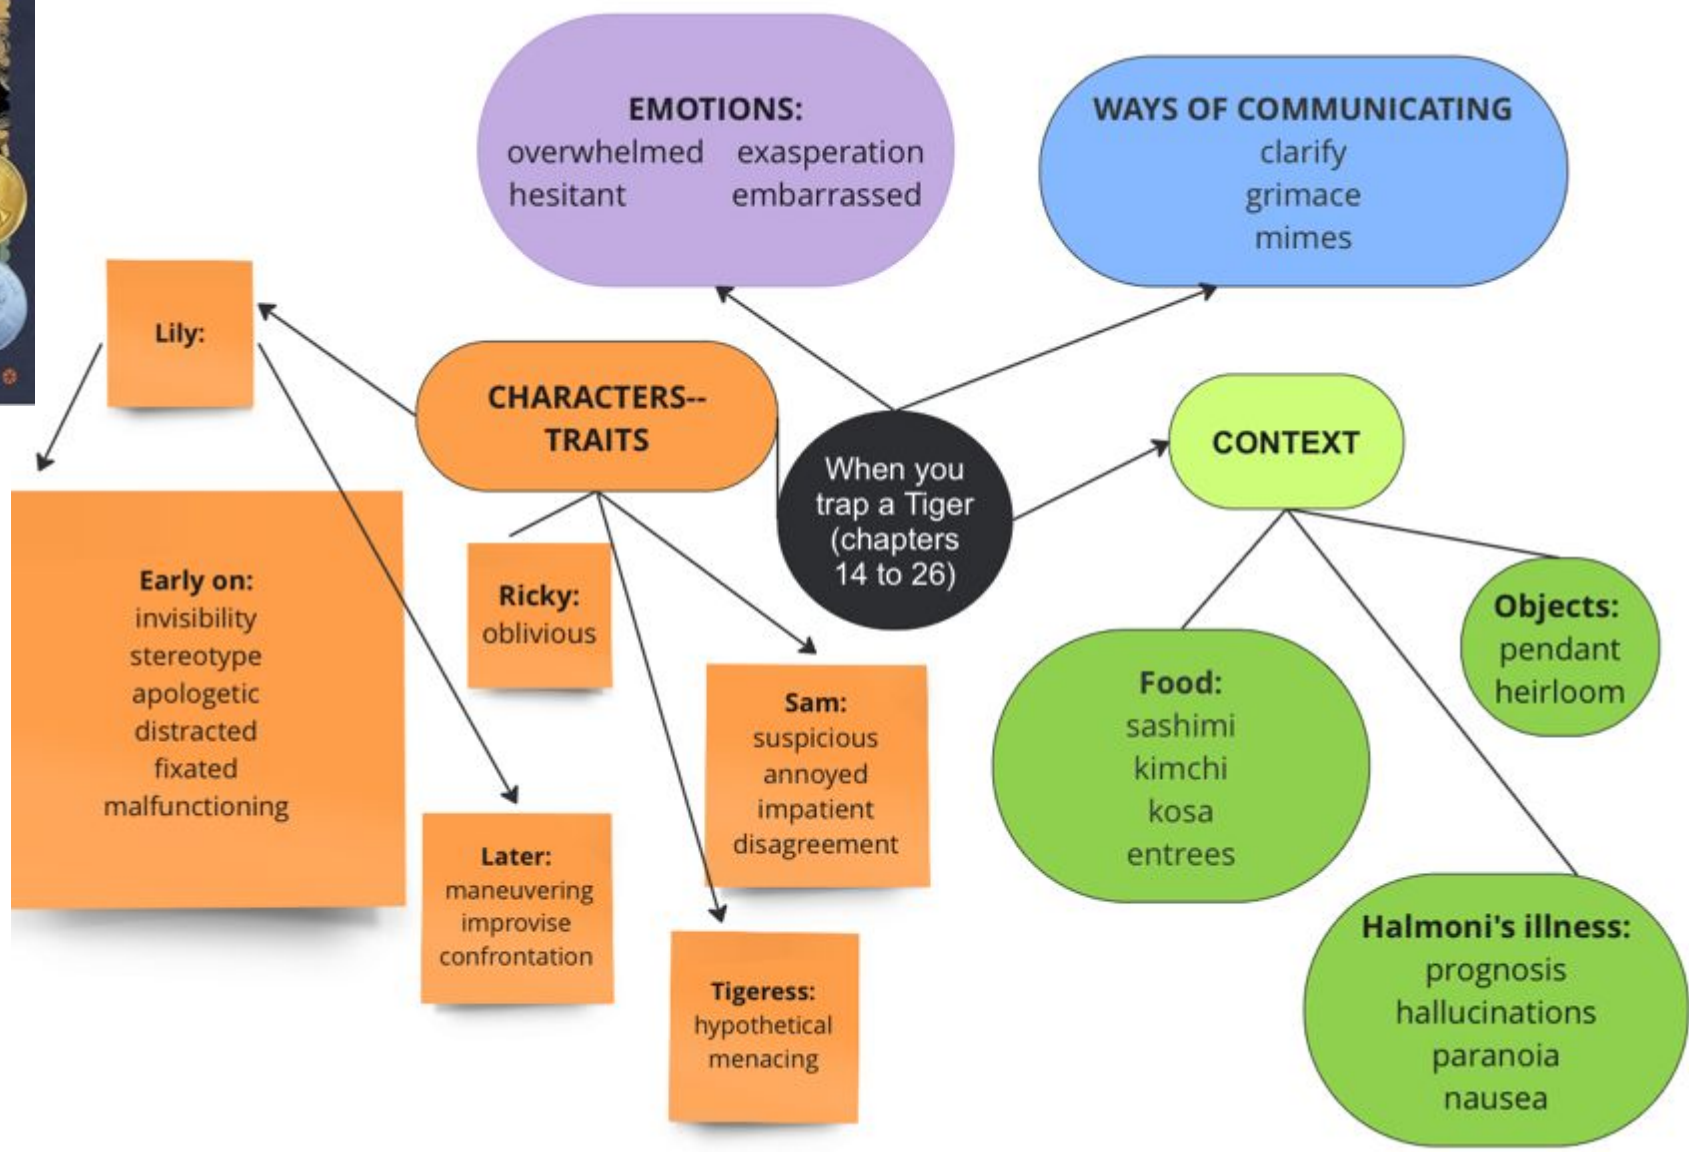 EMOTIONS:
overwhelmed exasperation
hesitant embarrassed
WAYS OF COMMUNICATING
clarify
grimace
mimes
Lily:
CHARACTERS--
TRAITS
When you
trap a Tiger
(chapters
14 to 26)
CONTEXT
Early on:
invisibility
stereotype
apologetic
distracted
fixated
malfunctioning
Ricky:
oblivious
Sam:
suspicious
annoyed
impatient
disagreement
Later:
maneuvering
improvise
confrontation
Tigeress:
hypothetical
menacing
Food:
sashimi
kimchi
kosa
entrees
Objects:
pendant
heirloom
Halmoni's illness:
prognosis
hallucinations
paranoia
nausea